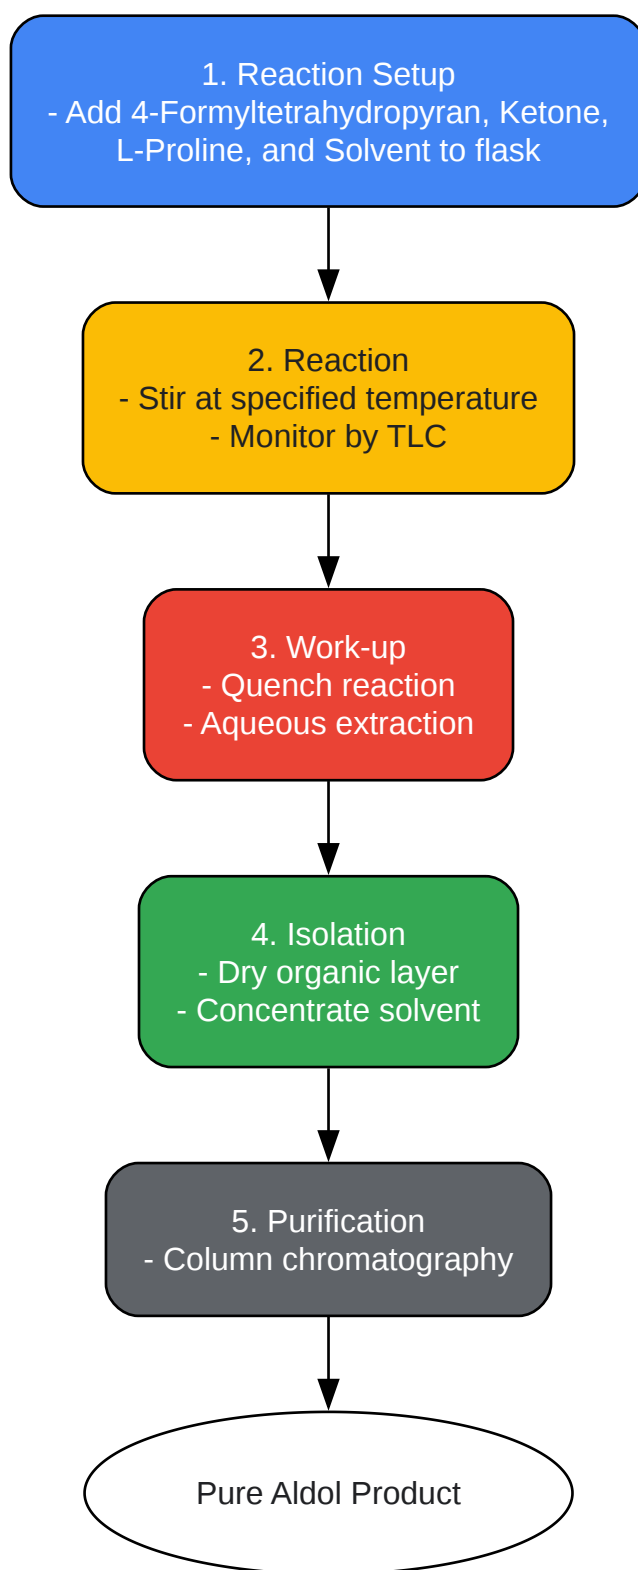 1. Reaction Setup
- Add 4-Formyltetrahydropyran, Ketone,
L-Proline, and Solvent to flask
2. Reaction
- Stir at specified temperature
- Monitor by TLC
3. Work-up
- Quench reaction
- Aqueous extraction
4. Isolation
- Dry organic layer
- Concentrate solvent
5. Purification
- Column chromatography
Pure Aldol Product